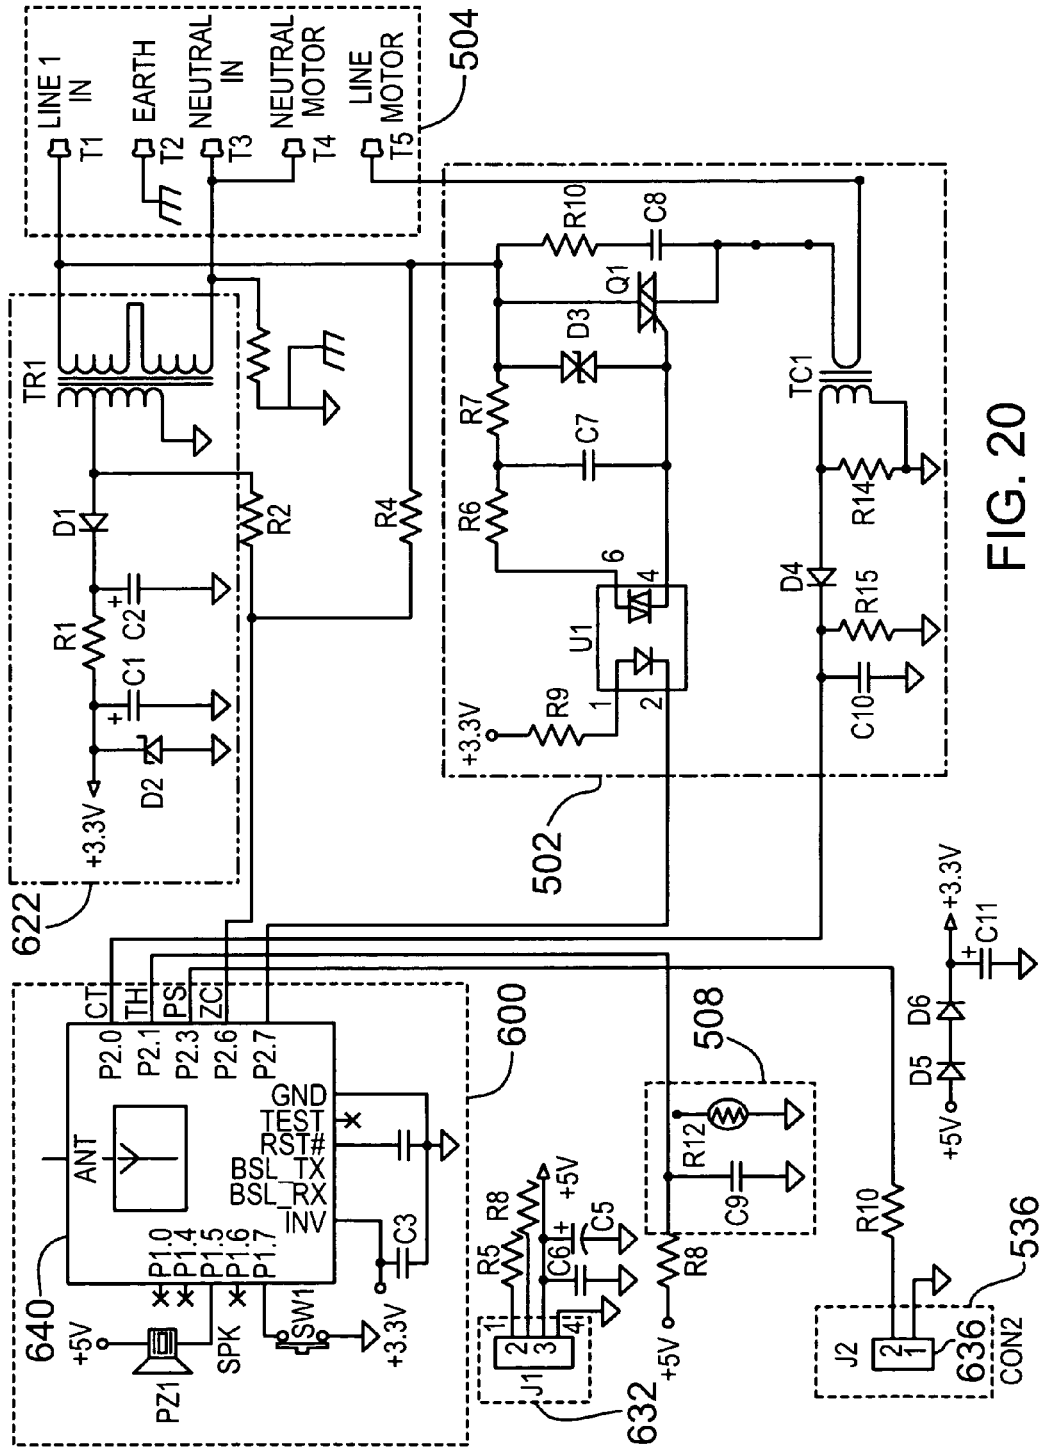 LINE 1
IN
T1
EARTH
T2
NEUTRAL
IN
T3
NEUTRAL
MOTOR
T4
LINE
MOTOR
T5
504
TR1
D1
R1
C2
C1
D2
+3.3V
622
R2
R4
R10
C8
Q1
D3
R7
C7
R6
6
4
U1
1
2
R9
+3.3V
502
TC1
R14
D4
R15
C10
CT
TH
PS
ZC
P2.0
P2.1
P2.3
P2.6
P2.7
ANT
GND
TEST
RST#
BSL_TX
BSL_RX
INV
P1.0
P1.4
P1.5
P1.6
P1.7
640
+5V
PZ1
SPK
SW1
+3.3V
C3
600
R5
R8
+5V
C6
+
C5
1
2
3
4
J1
632
+5V
R8
R12
C9
508
R10
J2
2
1
636
CON2
536
+5V
D5
D6
+3.3V
+
C11
FIG. 20